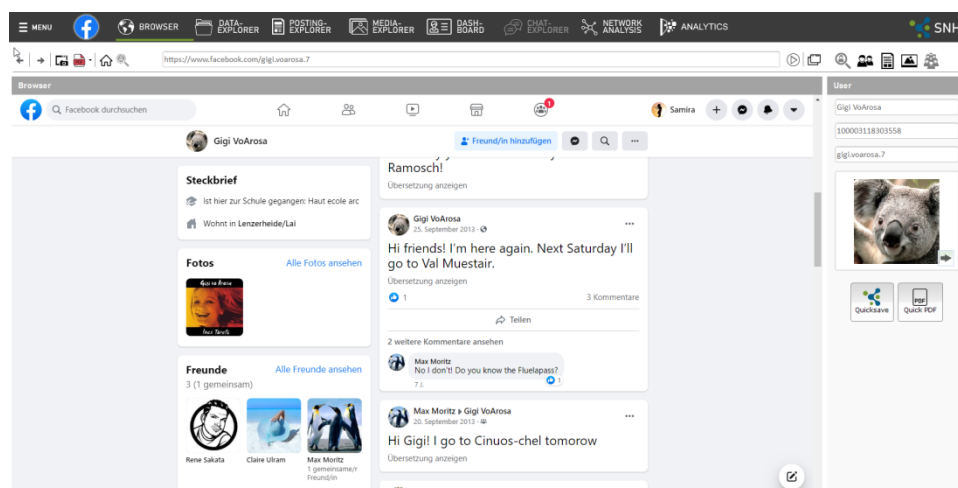 MENU
BROWSER
DATA-
EXPLORER
POSTING-
EXPLORER
MEDIA-
EXPLORER
DASH-
BOARD
CHAT-
EXPLORER
NETWORK
ANALYSIS
ANALYTICS
SNH
https://www.facebook.com/gigi.voarosa.7
Browser
User
Facebook durchsuchen
1
Samira
Gigi VoArosa
Freund/in hinzufügen
Gigi VoArosa
100003118303558
gigi.voarosa.7
Quicksave
PDF
Quick PDF
Steckbrief
Ist hier zur Schule gegangen: Haut ecole arc
Wohnt in Lenzerheide/Lai
Fotos
Alle Fotos ansehen
Freunde
Alle Freunde ansehen
3 (1 gemeinsam)
Rene Sakata
Claire Ulram
Max Moritz
1 gemeinsame/r
Freund/in
Ramosch!
Übersetzung anzeigen
Gigi VoArosa
25. September 2013
Hi friends! I'm here again. Next Saturday I'll
go to Val Muestair.
Übersetzung anzeigen
1
3 Kommentare
Teilen
2 weitere Kommentare ansehen
Max Moritz
No I don't! Do you know the Fluelapass?
1
Max Moritz ▸ Gigi VoArosa
20. September 2013
Hi Gigi! I go to Cinuos-chel tomorow
Übersetzung anzeigen